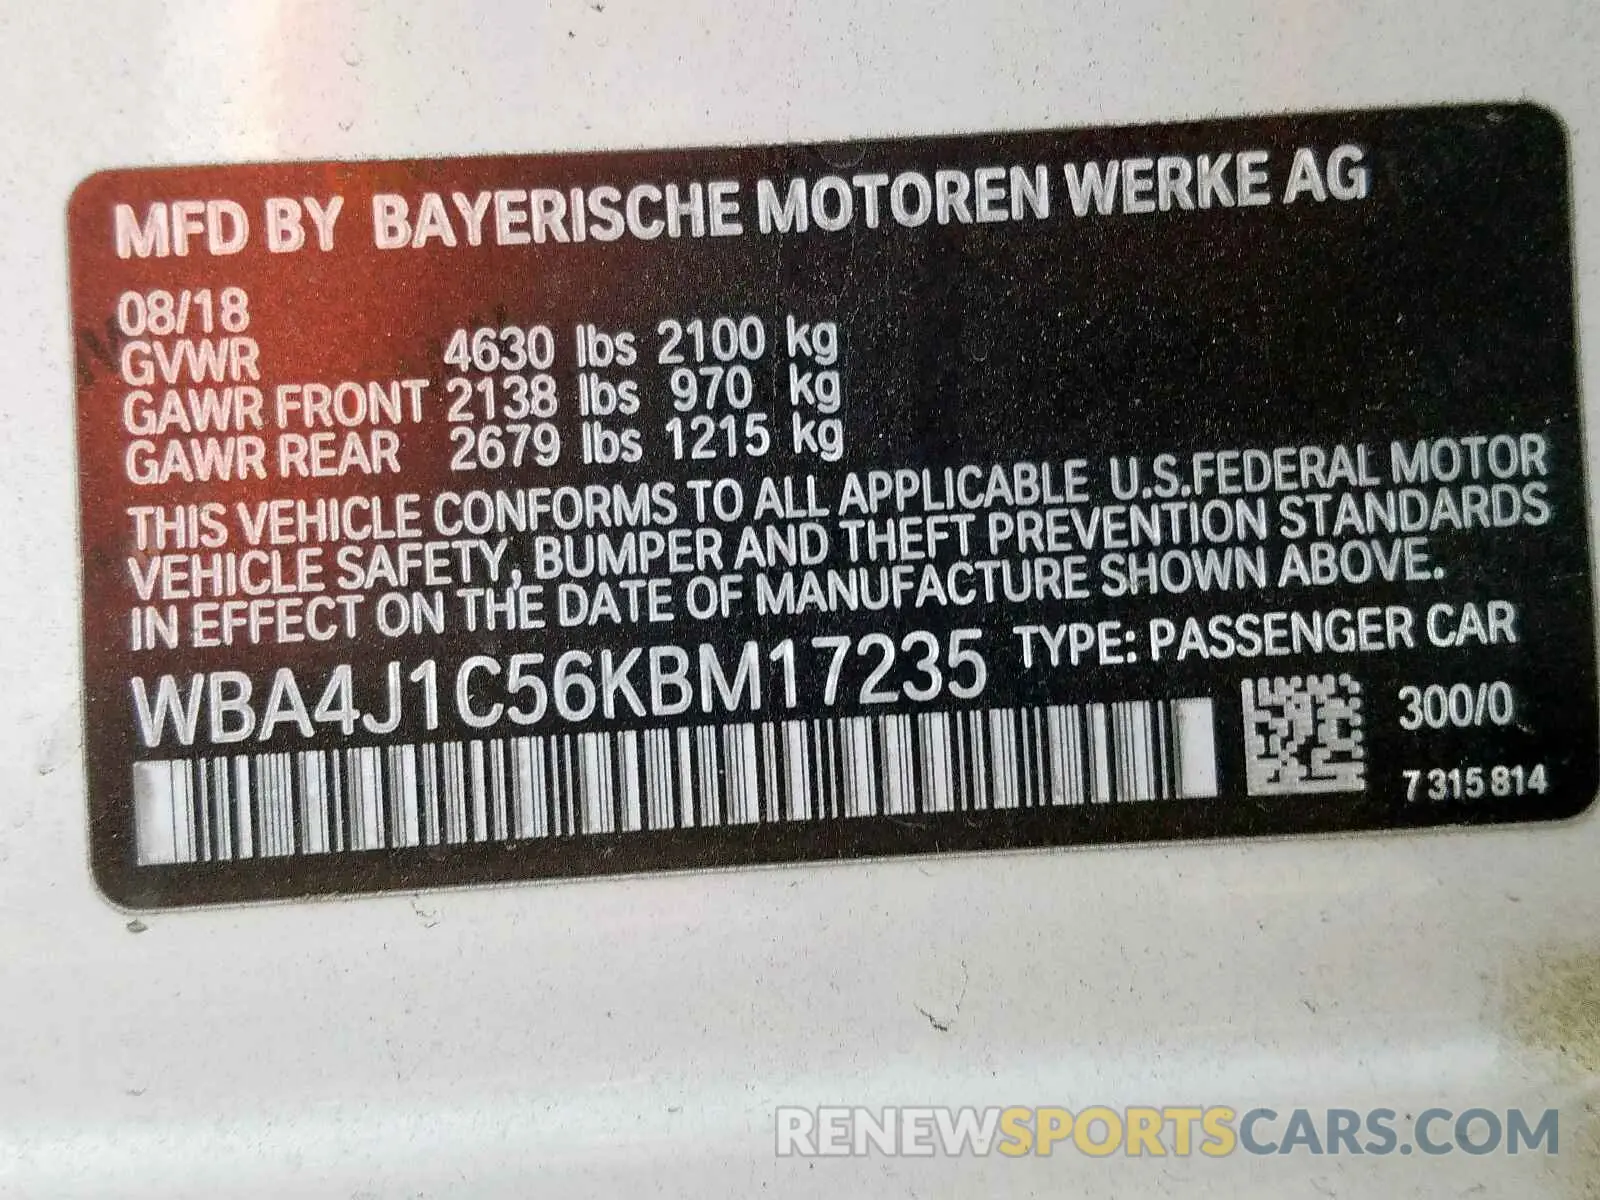 MFD BY BAYERISCHE MOTOREN WERKE AG
08/18
GVWR 4630 lbs 2100 kg
GAWR FRONT 2138 lbs 970 kg
GAWR REAR 2679 lbs 1215 kg
THIS VEHICLE CONFORMS TO ALL APPLICABLE U.S.FEDERAL MOTOR
VEHICLE SAFETY, BUMPER AND THEFT PREVENTION STANDARDS
IN EFFECT ON THE DATE OF MANUFACTURE SHOWN ABOVE.
WBA4J1C56KBM17235 TYPE: PASSENGER CAR
300/0
7 315 814
RENEWSPORTSCARS.COM